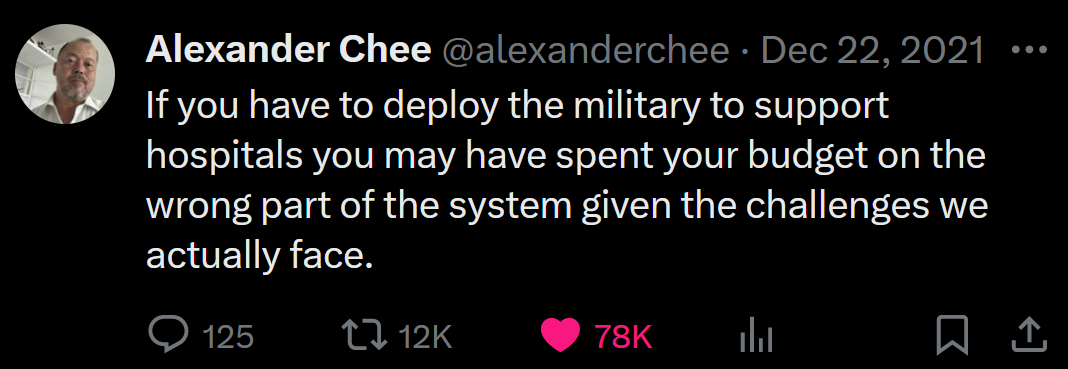 Alexander Chee @alexanderchee · Dec 22, 2021
If you have to deploy the military to support
hospitals you may have spent your budget on the
wrong part of the system given the challenges we
actually face.
125 12K 78K